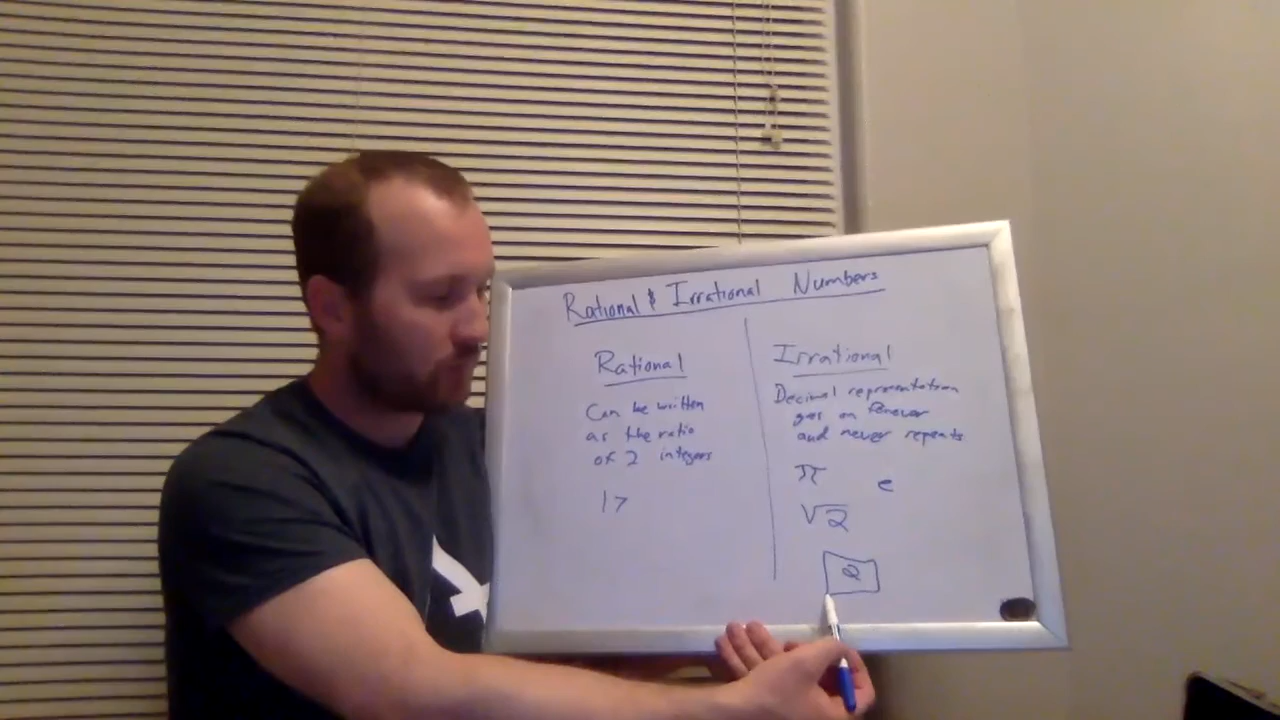 Rational & Irrational Numbers
Rational
Can be written
as the ratio
of 2 integers
17
Irrational
Decimal representation
goes on forever
and never repeats
π e
√2
2